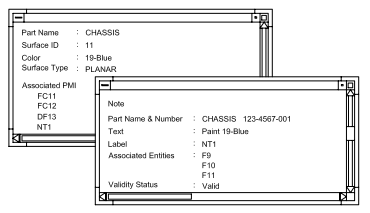 Part Name : CHASSIS
Surface ID : 11
Color : 19-Blue
Surface Type : PLANAR
Associated PMI
FC11
FC12
DF13
NT1
Note
Part Name & Number : CHASSIS 123-4567-001
Text : Paint 19-Blue
Label : NT1
Associated Entities : F9
F10
F11
Validity Status : Valid